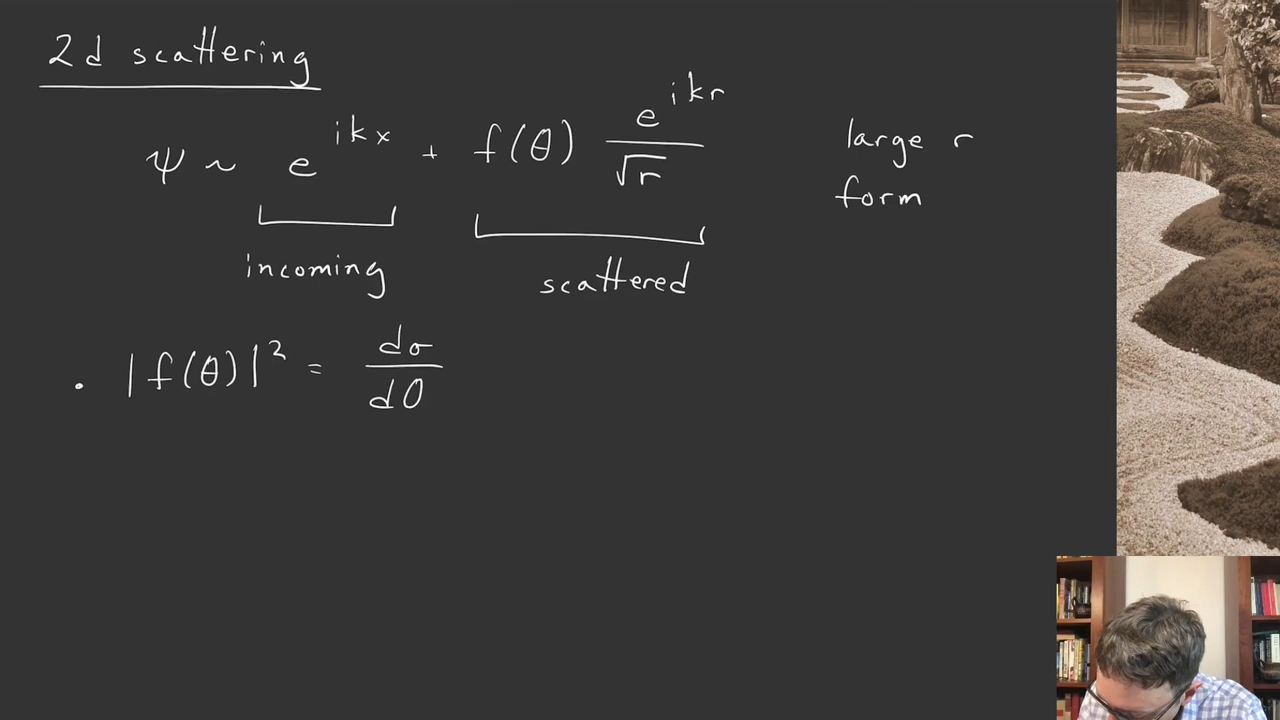 2d scattering
ψ ~ e^{ikx} + f(θ) e^{ikr}/√r large r form
incoming scattered
. |f(θ)|² = dσ/dθ